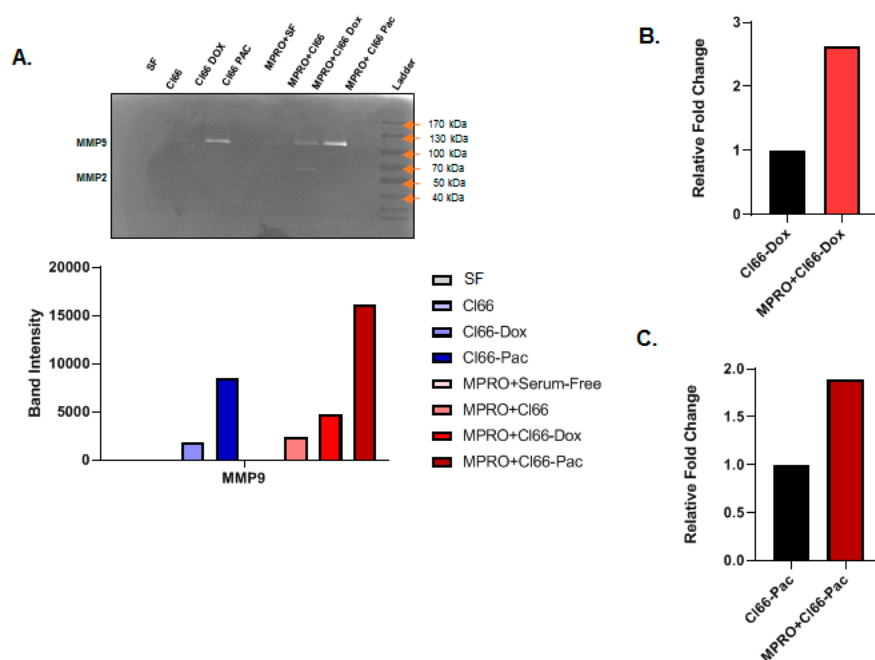 A.
SF
Cl66
Cl66 DOX
Cl66 PAC
MPRO+SF
MPRO+Cl66
MPRO+Cl66 Dox
MPRO+ Cl66 Pac
Ladder
MMP9
MMP2
170 kDa
130 kDa
100 kDa
70 kDa
50 kDa
40 kDa
Band Intensity
20000
15000
10000
5000
0
MMP9
SF
Cl66
Cl66-Dox
Cl66-Pac
MPRO+Serum-Free
MPRO+Cl66
MPRO+Cl66-Dox
MPRO+Cl66-Pac
B.
Relative Fold Change
3
2
1
0
Cl66-Dox
MPRO+Cl66-Dox
C.
Relative Fold Change
2.0
1.5
1.0
0.5
0.0
Cl66-Pac
MPRO+Cl66-Pac